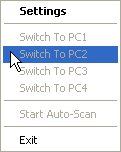 Settings
Switch To PC1
Switch To PC2
Switch To PC3
Switch To PC4
Start Auto-Scan
Exit